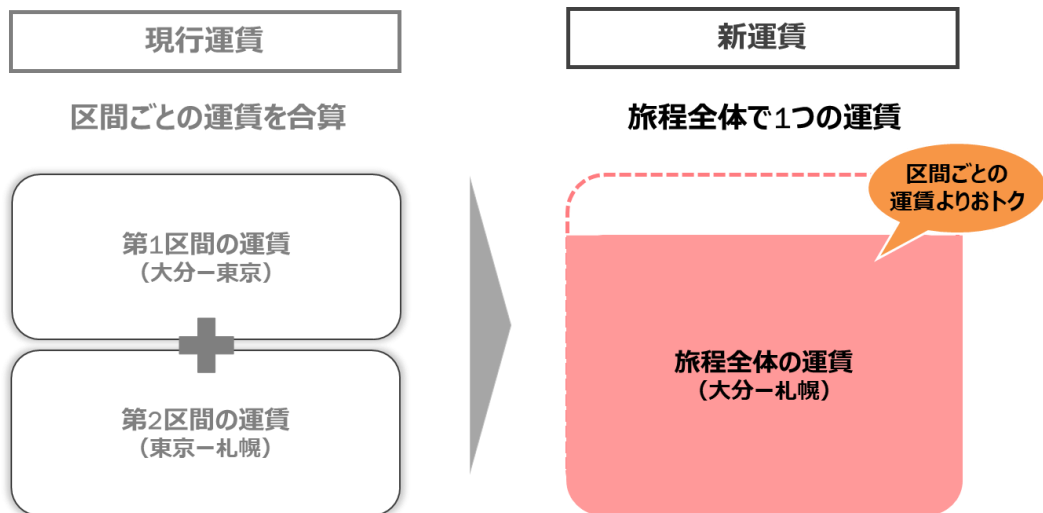 現行運賃
区間ごとの運賃を合算
第1区間の運賃
（大分ー東京）
第2区間の運賃
（東京ー札幌）
新運賃
旅程全体で1つの運賃
区間ごとの
運賃よりおトク
旅程全体の運賃
（大分ー札幌）